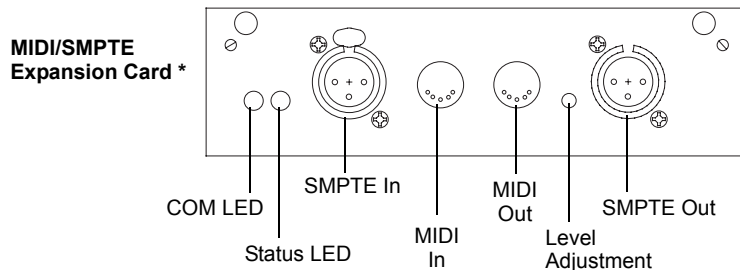 MIDI/SMPTE
Expansion Card *
SMPTE In
COM LED
Status LED
MIDI
In
MIDI
Out
Level
Adjustment
SMPTE Out